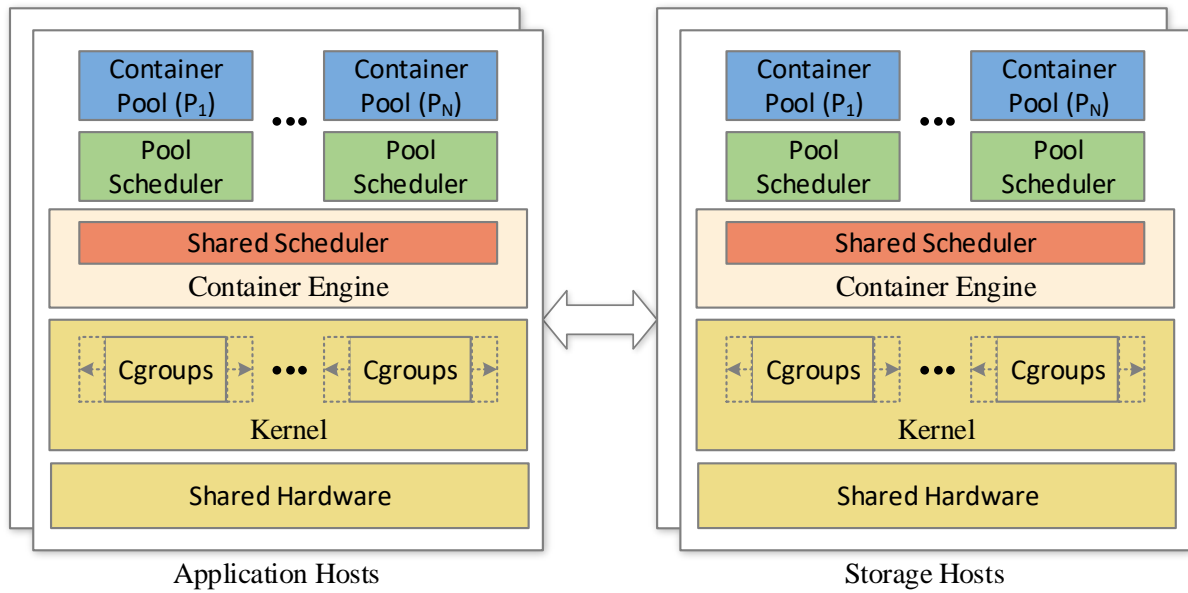 Container
Pool (P1)
•••
Container
Pool (PN)
Pool
Scheduler
Pool
Scheduler
Shared Scheduler
Container Engine
Cgroups
•••
Cgroups
Kernel
Shared Hardware
Application Hosts
Container
Pool (P1)
•••
Container
Pool (PN)
Pool
Scheduler
Pool
Scheduler
Shared Scheduler
Container Engine
Cgroups
•••
Cgroups
Kernel
Shared Hardware
Storage Hosts